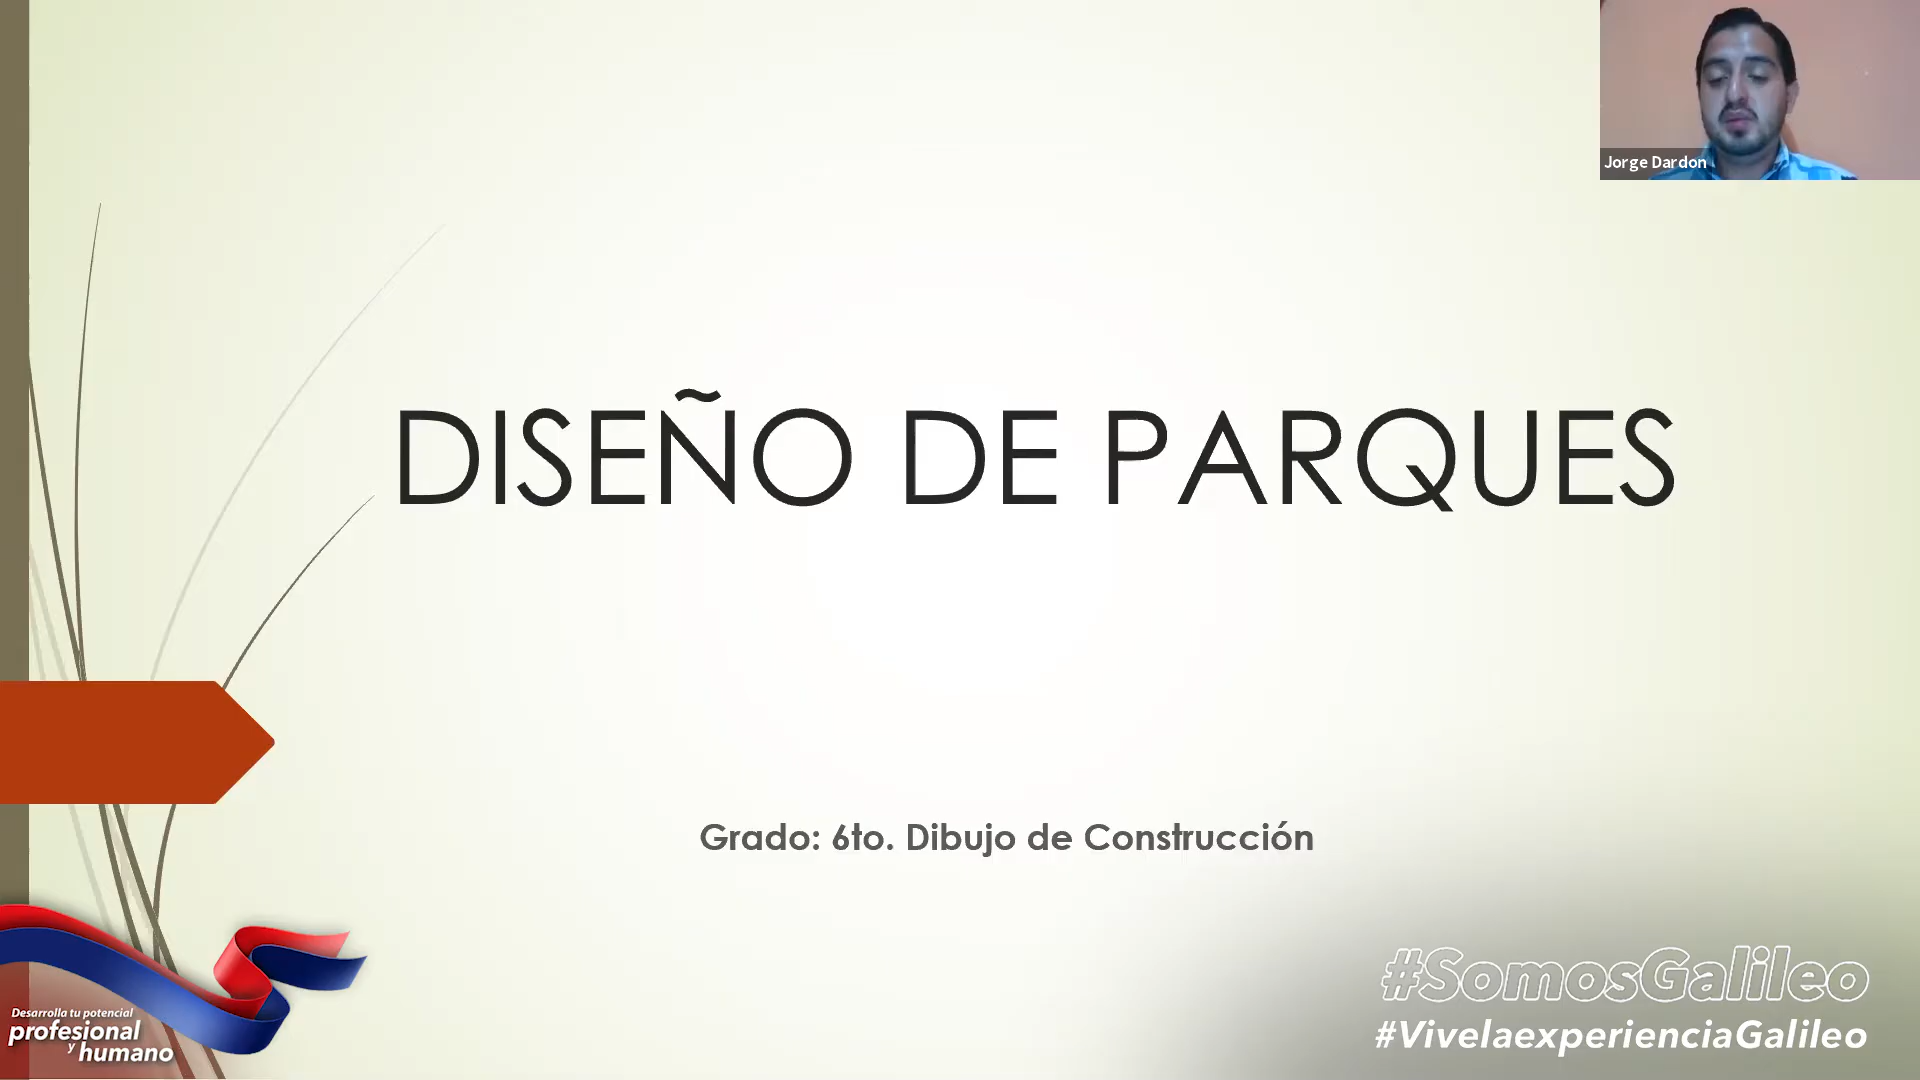 Jorge Dardon
DISEÑO DE PARQUES
Grado: 6to. Dibujo de Construcción
Desarrolla tu potencial
profesional
y humano
#SomosGalileo
#VivelaexperienciaGalileo